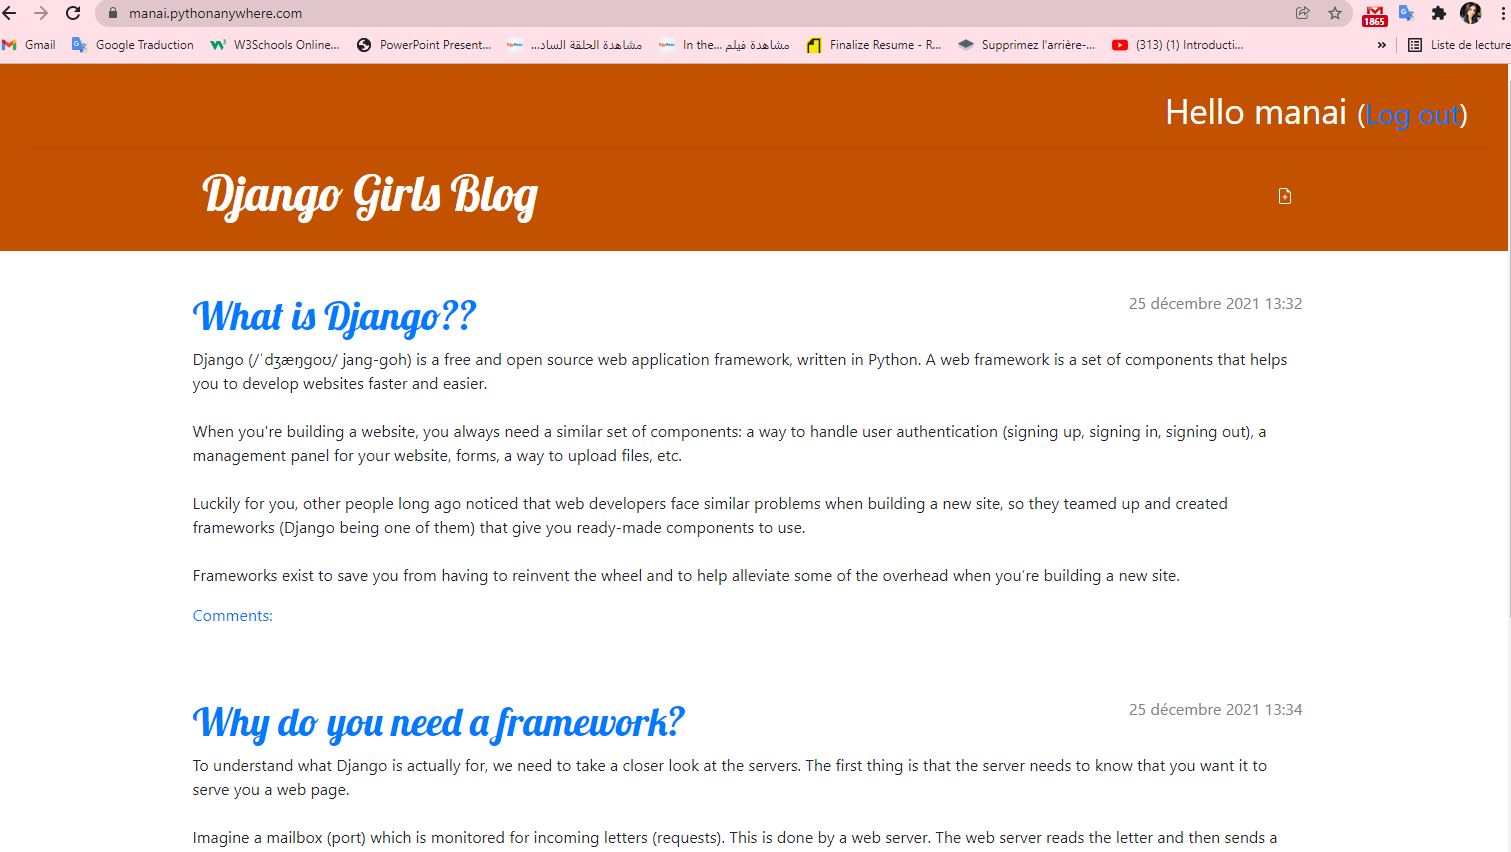 manai.pythonanywhere.com
1865
Gmail
Google Traduction
W3Schools Online...
PowerPoint Present...
مشاهدة الحلقة الساد...
In the... مشاهدة فيلم
Finalize Resume - R...
Supprimez l'arrière-...
(313) (1) Introducti...
»
Liste de lecture
Hello manai (Log out)
Django Girls Blog
What is Django??
25 décembre 2021 13:32
Django (/ˈdʒæŋɡoʊ/ jang-goh) is a free and open source web application framework, written in Python. A web framework is a set of components that helps
you to develop websites faster and easier.
When you're building a website, you always need a similar set of components: a way to handle user authentication (signing up, signing in, signing out), a
management panel for your website, forms, a way to upload files, etc.
Luckily for you, other people long ago noticed that web developers face similar problems when building a new site, so they teamed up and created
frameworks (Django being one of them) that give you ready-made components to use.
Frameworks exist to save you from having to reinvent the wheel and to help alleviate some of the overhead when you’re building a new site.
Comments:
Why do you need a framework?
25 décembre 2021 13:34
To understand what Django is actually for, we need to take a closer look at the servers. The first thing is that the server needs to know that you want it to
serve you a web page.
Imagine a mailbox (port) which is monitored for incoming letters (requests). This is done by a web server. The web server reads the letter and then sends a